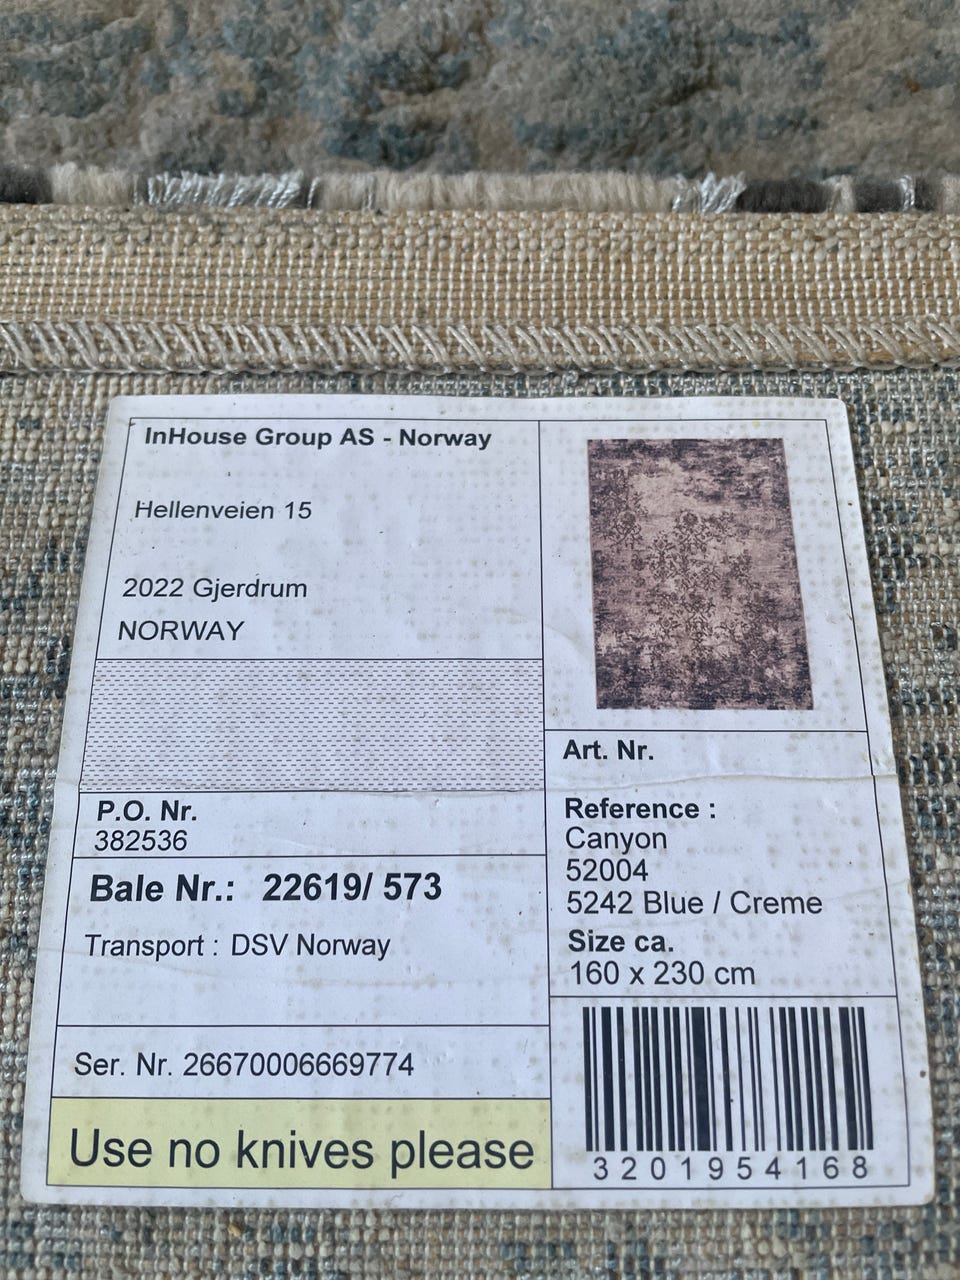 InHouse Group AS - Norway
Hellenveien 15
2022 Gjerdrum
NORWAY
P.O. Nr.
382536
Bale Nr.: 22619/ 573
Transport : DSV Norway
Ser. Nr. 26670006669774
Use no knives please
Art. Nr.
Reference :
Canyon
52004
5242 Blue / Creme
Size ca.
160 x 230 cm
3201954168